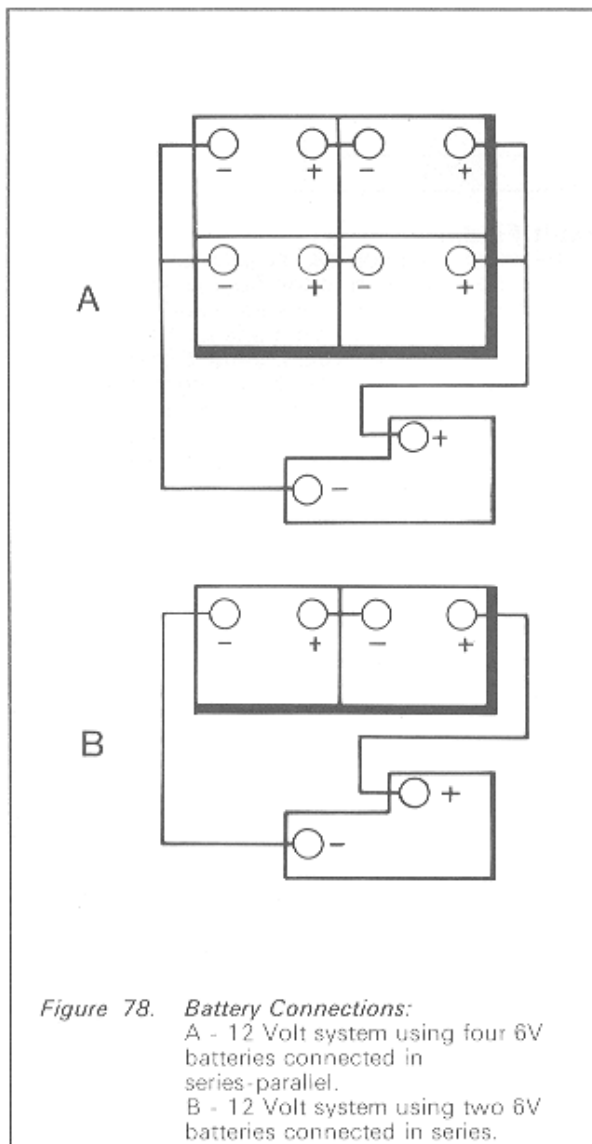 - + - +
- + - +
A
+
-
- + - +
B
+
-
Figure 78. Battery Connections:
A - 12 Volt system using four 6V
batteries connected in
series-parallel.
B - 12 Volt system using two 6V
batteries connected in series.